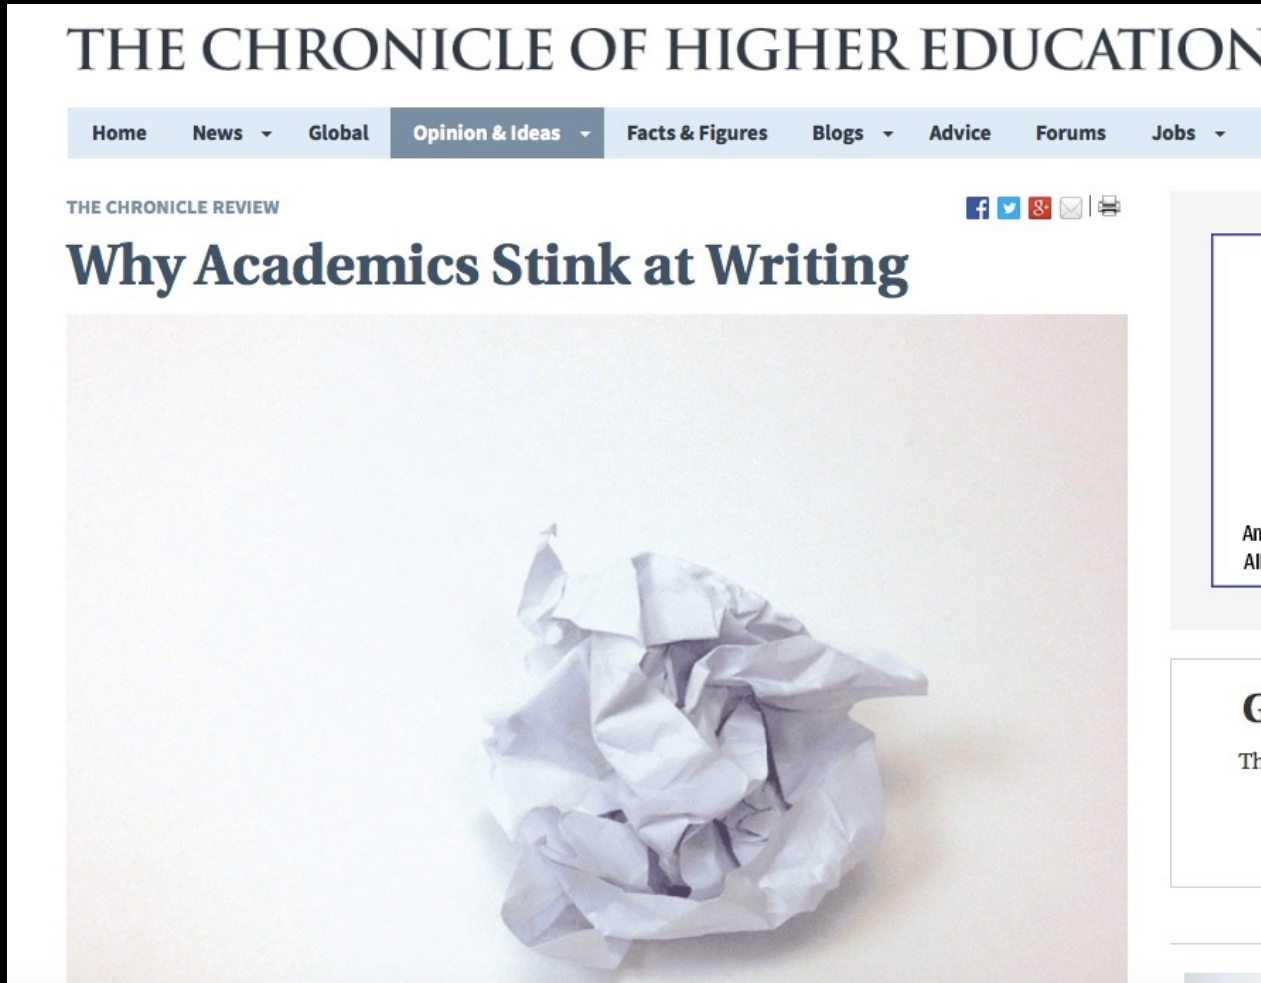 THE CHRONICLE OF HIGHER EDUCATION
Home News Global Opinion & Ideas Facts & Figures Blogs Advice Forums Jobs
THE CHRONICLE REVIEW
Why Academics Stink at Writing